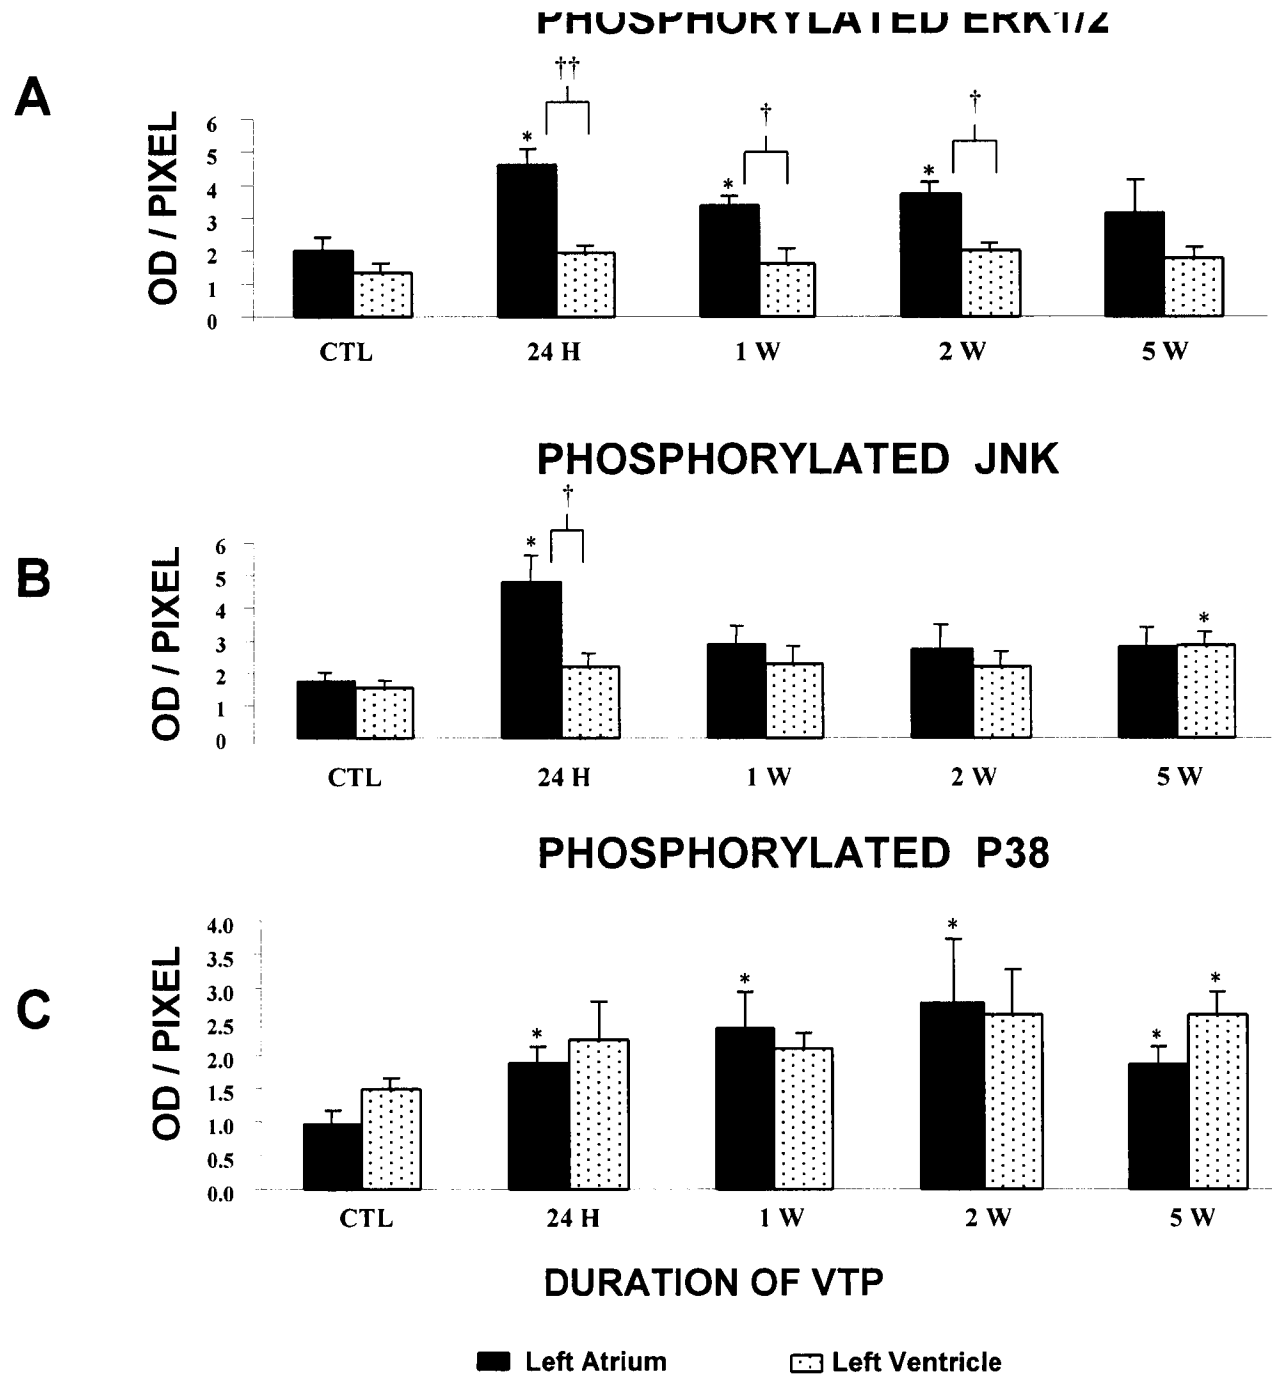 PHOSPHORYLATED ERK1/2
A
OD / PIXEL
††
†
†
*
*
*
6
5
4
3
2
1
0
CTL 24 H 1 W 2 W 5 W
PHOSPHORYLATED JNK
B
OD / PIXEL
†
*
*
6
5
4
3
2
1
0
CTL 24 H 1 W 2 W 5 W
PHOSPHORYLATED P38
C
OD / PIXEL
*
*
*
*
*
4.0
3.5
3.0
2.5
2.0
1.5
1.0
0.5
0.0
CTL 24 H 1 W 2 W 5 W
DURATION OF VTP
Left Atrium Left Ventricle